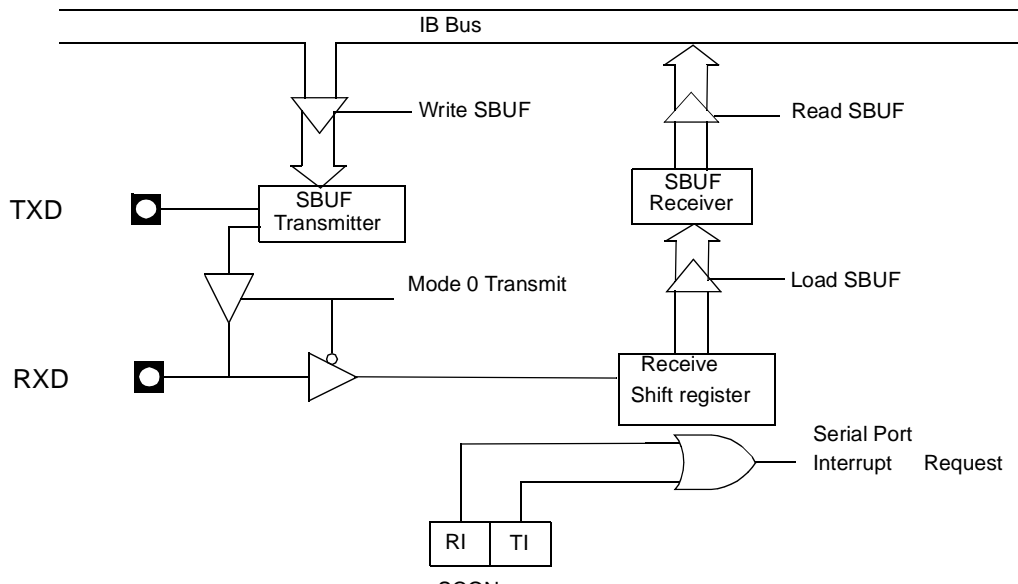 IB Bus
Write SBUF
Read SBUF
TXD
SBUF
Transmitter
SBUF
Receiver
Mode 0 Transmit
Load SBUF
RXD
Receive
Shift register
Serial Port
Interrupt Request
RI
TI